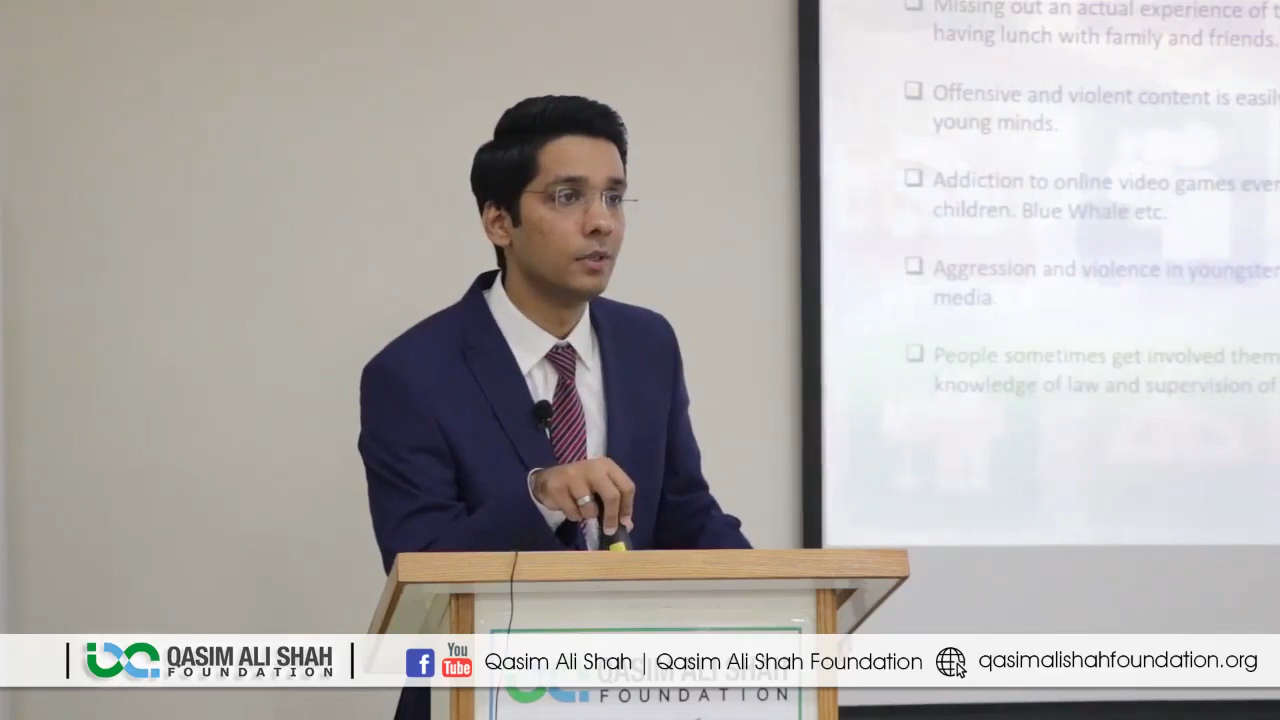 Missing out an actual experience of t
having lunch with family and friends.
Offensive and violent content is easily
young minds.
Addiction to online video games ever
children. Blue Whale etc.
Aggression and violence in youngster
media.
People sometimes get involved them
knowledge of law and supervision of
QASIM ALI SHAH
FOUNDATION
You
Tube
f
Qasim Ali Shah | Qasim Ali Shah Foundation
qasimalishahfoundation.org
QASIM ALI SHAH
FOUNDATION